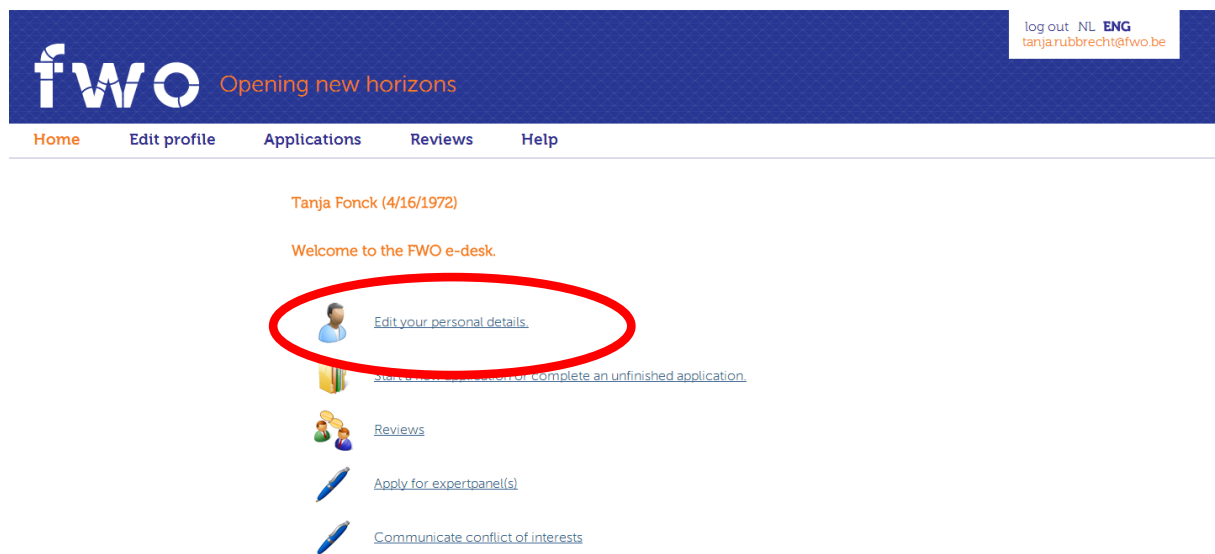 log out NL ENG
tanja.rubbrecht@fwo.be
fwo Opening new horizons
Home Edit profile Applications Reviews Help
Tanja Fonck (4/16/1972)
Welcome to the FWO e-desk.
Edit your personal details.
Start a new application or complete an unfinished application.
Reviews
Apply for expertpanel(s)
Communicate conflict of interests